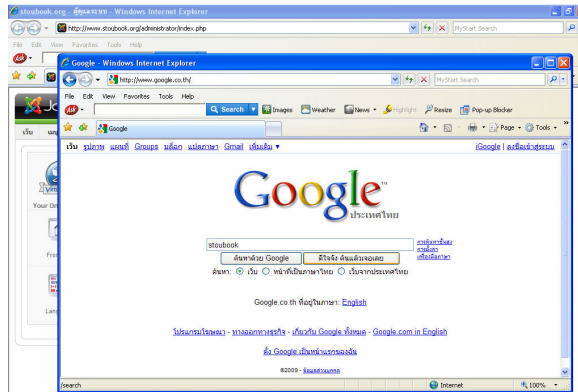 stoubook.org - ผู้ดูแลระบบ - Windows Internet Explorer
http://www.stoubook.org/administrator/index.php
MyStart Search
File Edit View Favorites Tools Help
Ask
Google - Windows Internet Explorer
http://www.google.co.th/
MyStart Search
File Edit View Favorites Tools Help
Ask Search Images Weather News Highlight Resize Pop-up Blocker
Google Page Tools
เว็บ รูปภาพ แผนที่ Groups บล็อก แปลภาษา Gmail เพิ่มเติม ▼ iGoogle | ลงชื่อเข้าสู่ระบบ
Google™
ประเทศไทย
stoubook
การค้นหาขั้นสูง
การตั้งค่า
เครื่องมือภาษา
ค้นหาด้วย Google ดีใจจัง ค้นแล้วเจอเลย
ค้นหา: เว็บ หน้าที่เป็นภาษาไทย เว็บจากประเทศไทย
Google.co.th ที่อยู่ในภาษา: English
โปรแกรมโฆษณา - ทางออกทางธุรกิจ - เกี่ยวกับ Google ทั้งหมด - Google.com in English
ตั้ง Google เป็นหน้าแรกของฉัน
©2009 - ข้อมูลส่วนบุคคล
/search Internet 100%